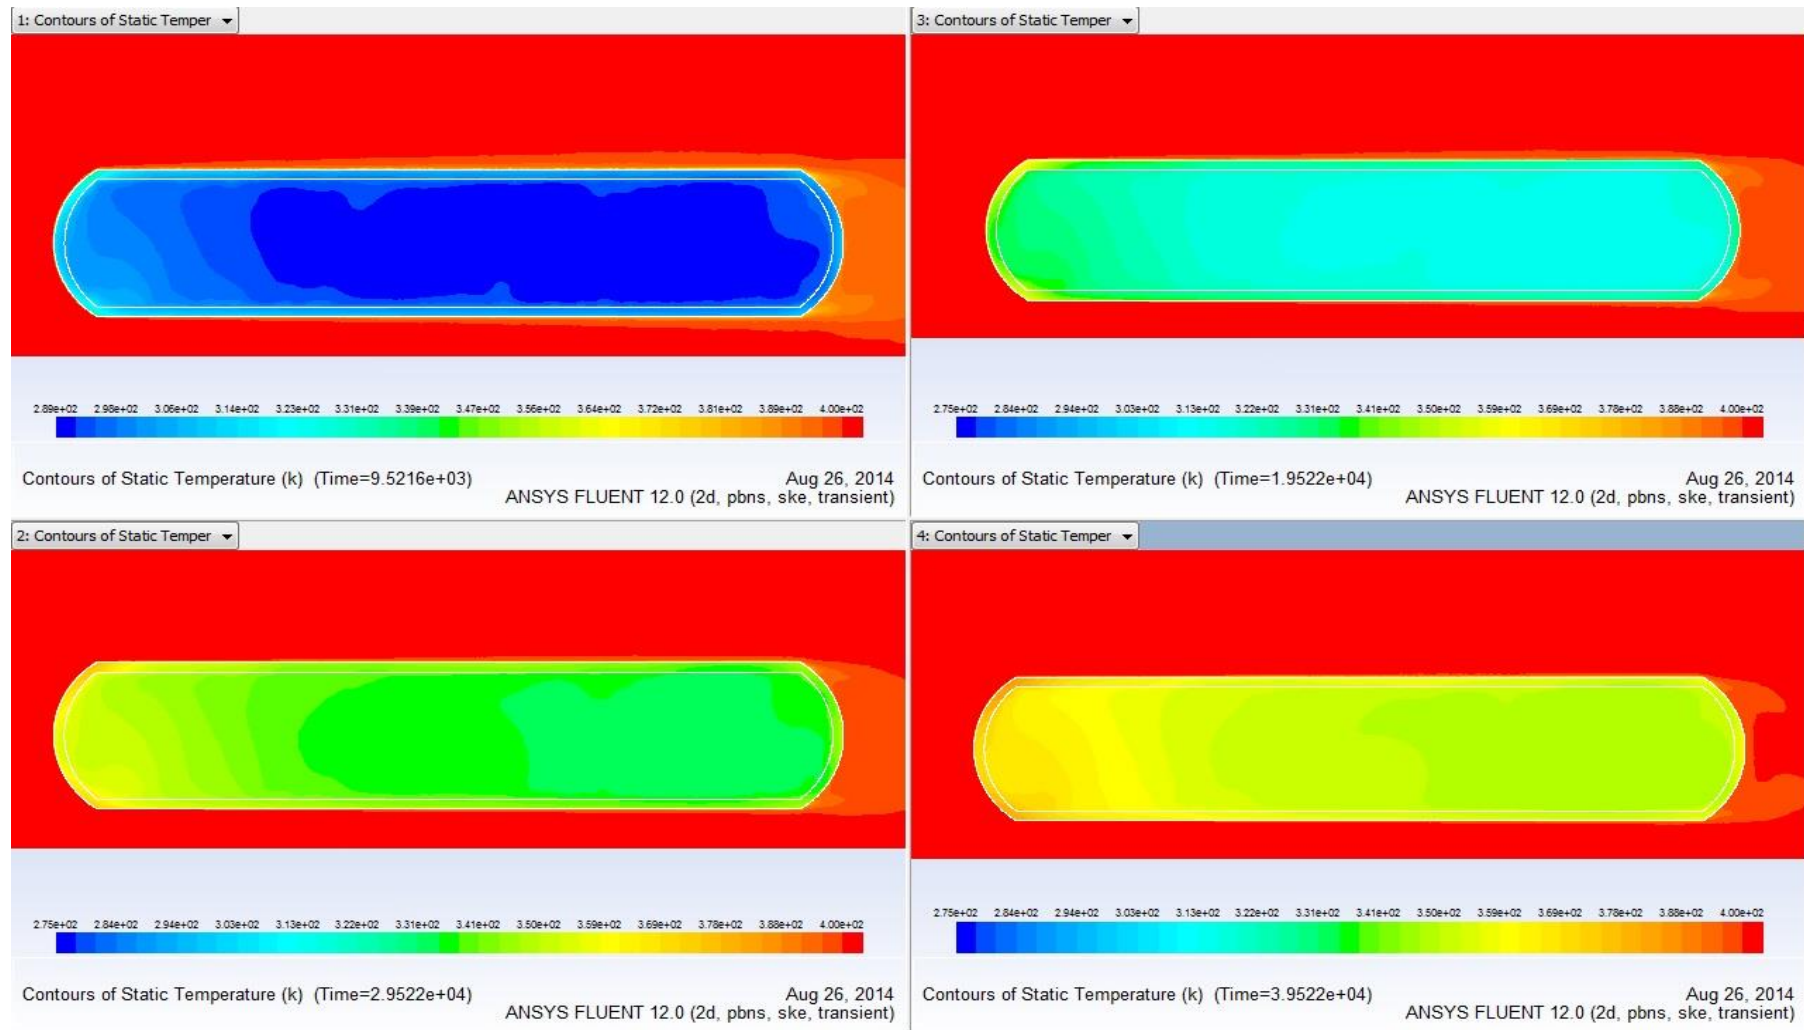 1: Contours of Static Temper
2.89e+02 2.98e+02 3.06e+02 3.14e+02 3.23e+02 3.31e+02 3.39e+02 3.47e+02 3.56e+02 3.64e+02 3.72e+02 3.81e+02 3.89e+02 4.00e+02
Contours of Static Temperature (k) (Time=9.5216e+03)
Aug 26, 2014
ANSYS FLUENT 12.0 (2d, pbns, ske, transient)
3: Contours of Static Temper
2.75e+02 2.84e+02 2.94e+02 3.03e+02 3.13e+02 3.22e+02 3.31e+02 3.41e+02 3.50e+02 3.59e+02 3.69e+02 3.78e+02 3.88e+02 4.00e+02
Contours of Static Temperature (k) (Time=1.9522e+04)
Aug 26, 2014
ANSYS FLUENT 12.0 (2d, pbns, ske, transient)
2: Contours of Static Temper
2.75e+02 2.84e+02 2.94e+02 3.03e+02 3.13e+02 3.22e+02 3.31e+02 3.41e+02 3.50e+02 3.59e+02 3.69e+02 3.78e+02 3.88e+02 4.00e+02
Contours of Static Temperature (k) (Time=2.9522e+04)
Aug 26, 2014
ANSYS FLUENT 12.0 (2d, pbns, ske, transient)
4: Contours of Static Temper
2.75e+02 2.84e+02 2.94e+02 3.03e+02 3.13e+02 3.22e+02 3.31e+02 3.41e+02 3.50e+02 3.59e+02 3.69e+02 3.78e+02 3.88e+02 4.00e+02
Contours of Static Temperature (k) (Time=3.9522e+04)
Aug 26, 2014
ANSYS FLUENT 12.0 (2d, pbns, ske, transient)